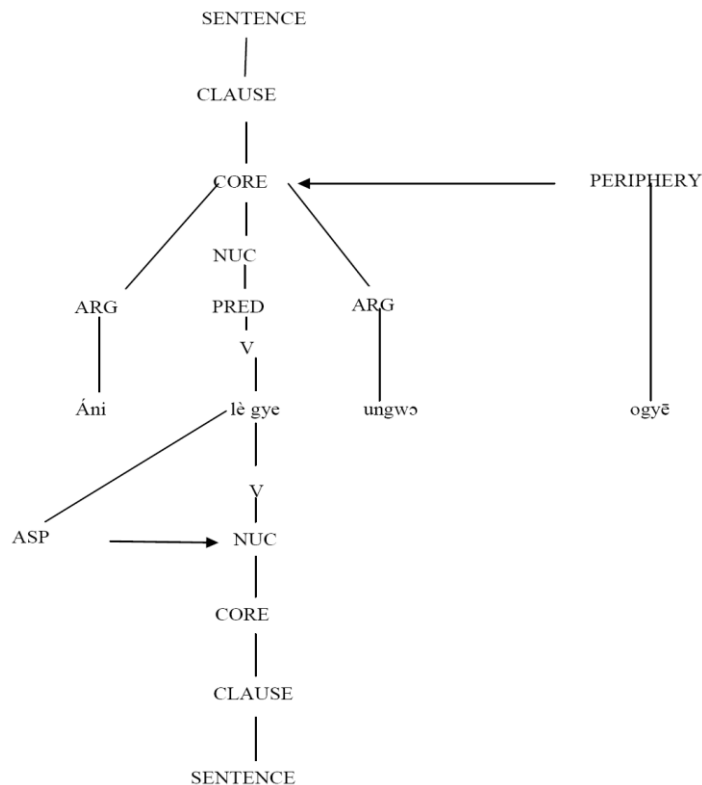 SENTENCE
CLAUSE
CORE PERIPHERY
NUC
ARG PRED ARG
V
Áni lè gye ungwɔ ogyē
V
ASP NUC
CORE
CLAUSE
SENTENCE